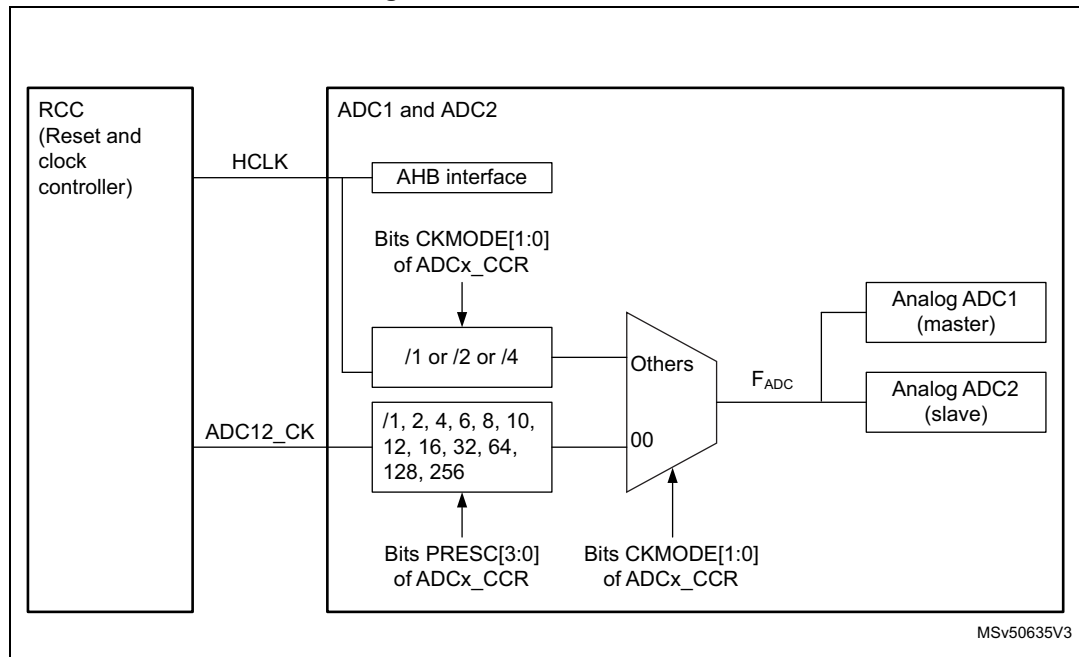 RCC
(Reset and
clock
controller)
HCLK
ADC12_CK
ADC1 and ADC2
AHB interface
Bits CKMODE[1:0]
of ADCx_CCR
/1 or /2 or /4
/1, 2, 4, 6, 8, 10,
12, 16, 32, 64,
128, 256
Bits PRESC[3:0]
of ADCx_CCR
Others
00
Bits CKMODE[1:0]
of ADCx_CCR
FADC
Analog ADC1
(master)
Analog ADC2
(slave)
MSv50635V3